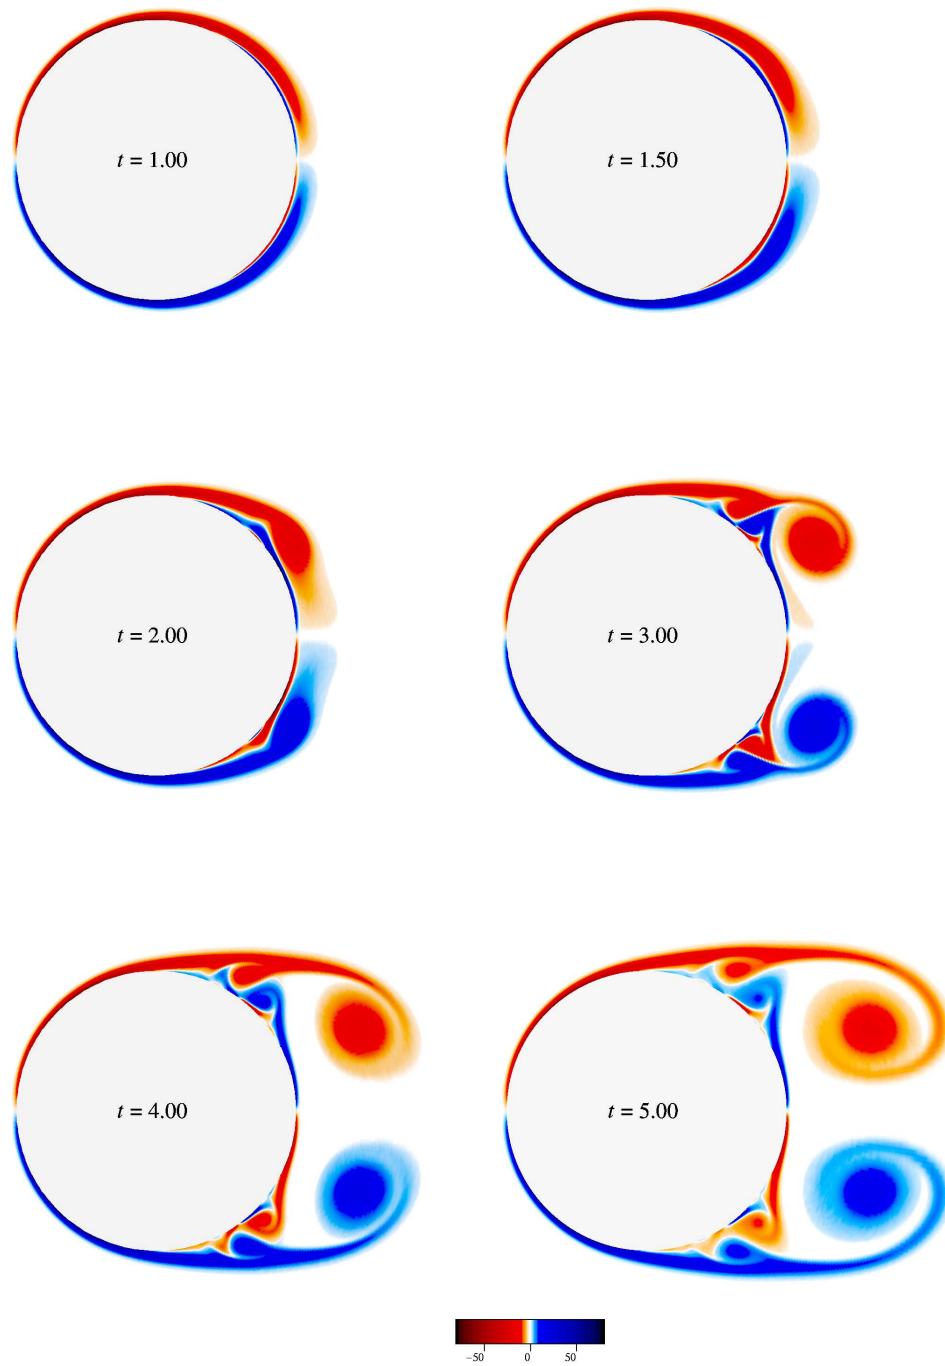 t = 1.00
t = 1.50
t = 2.00
t = 3.00
t = 4.00
t = 5.00
−50 0 50